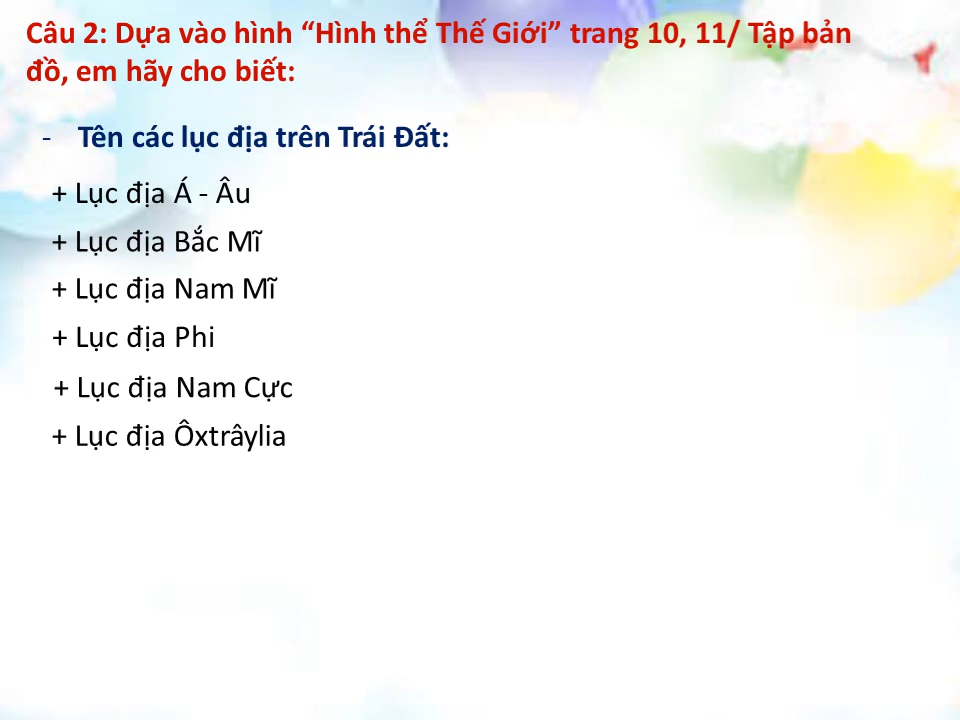 Câu 2: Dựa vào hình “Hình thể Thế Giới” trang 10, 11/ Tập bản
đồ, em hãy cho biết:
- Tên các lục địa trên Trái Đất:
+ Lục địa Á - Âu
+ Lục địa Bắc Mĩ
+ Lục địa Nam Mĩ
+ Lục địa Phi
+ Lục địa Nam Cực
+ Lục địa Ôxtrâylia